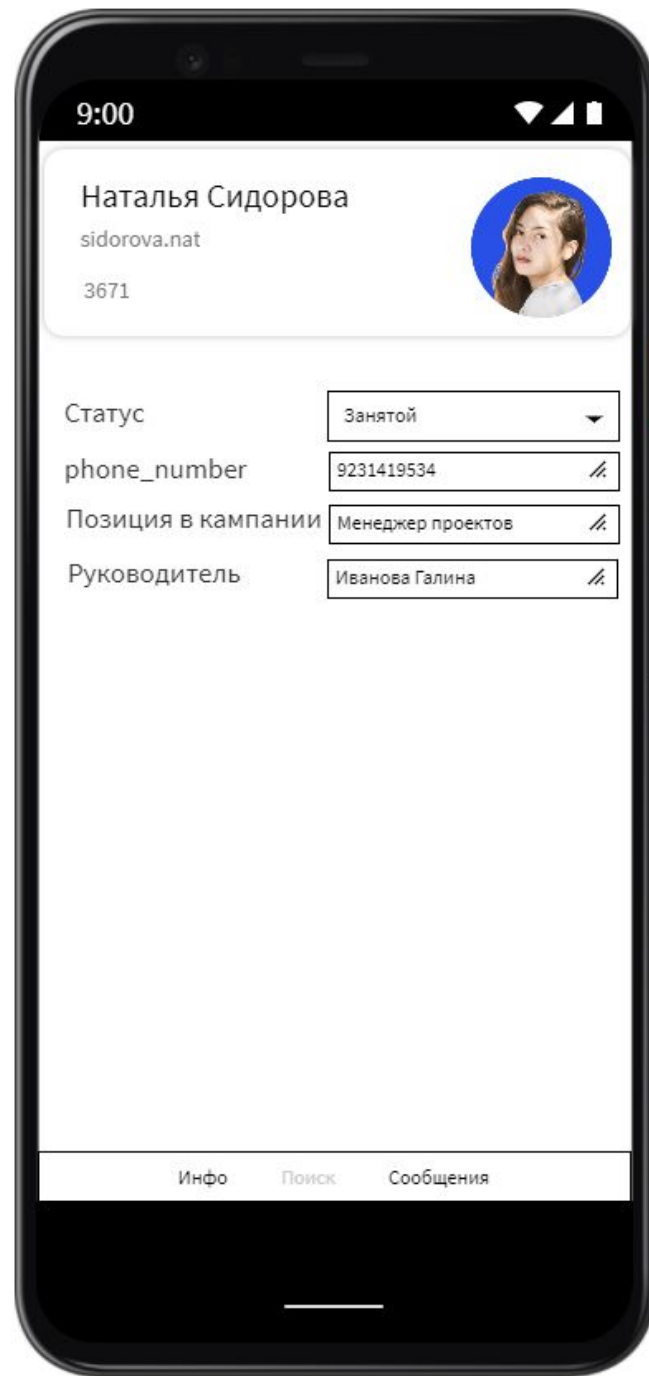 9:00
Наталья Сидорова
sidorova.nat
3671
Статус Занятой
phone_number 9231419534
Позиция в кампании Менеджер проектов
Руководитель Иванова Галина
Инфо Поиск Сообщения